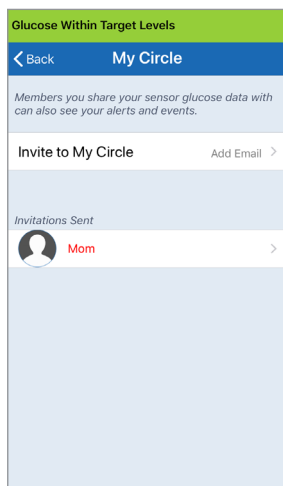 Glucose Within Target Levels
Back My Circle
Members you share your sensor glucose data with
can also see your alerts and events.
Invite to My Circle Add Email
Invitations Sent
Mom